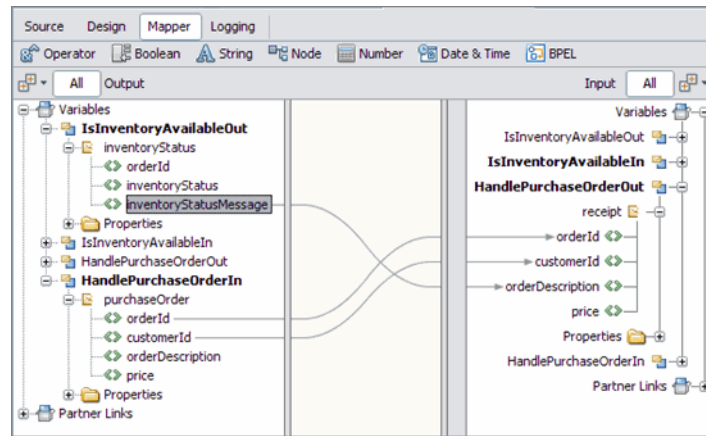 Source Design Mapper Logging
Operator Boolean String Node Number Date & Time BPEL
All Output Input All
Variables
IsInventoryAvailableOut
inventoryStatus
orderId
inventoryStatus
inventoryStatusMessage
Properties
IsInventoryAvailableIn
HandlePurchaseOrderOut
HandlePurchaseOrderIn
purchaseOrder
orderId
customerId
orderDescription
price
Properties
Partner Links
Variables
IsInventoryAvailableOut
IsInventoryAvailableIn
HandlePurchaseOrderOut
receipt
orderId
customerId
orderDescription
price
Properties
HandlePurchaseOrderIn
Partner Links